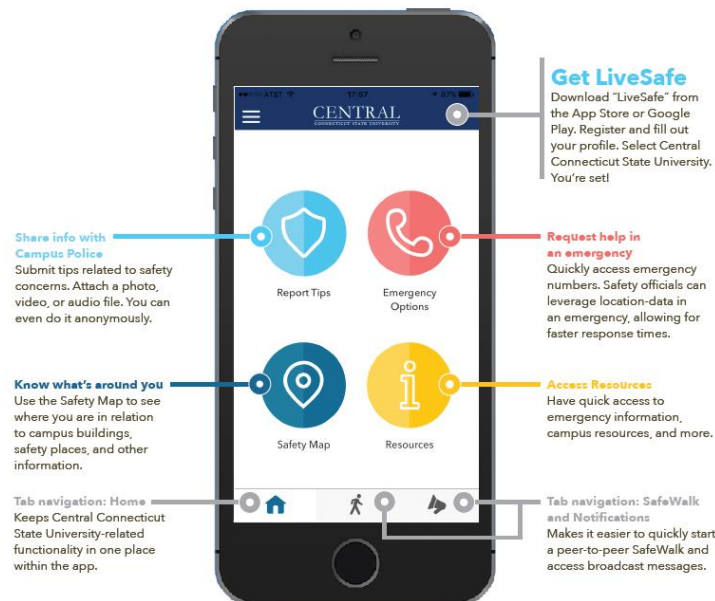 AT&T 17:57 87%
CENTRAL
CONNECTICUT STATE UNIVERSITY
Get LiveSafe
Download "LiveSafe" from
the App Store or Google
Play. Register and fill out
your profile. Select Central
Connecticut State University.
You're set!
Share info with
Campus Police
Submit tips related to safety
concerns. Attach a photo,
video, or audio file. You can
even do it anonymously.
Report Tips
Emergency
Options
Request help in
an emergency
Quickly access emergency
numbers. Safety officials can
leverage location-data in
an emergency, allowing for
faster response times.
Know what's around you
Use the Safety Map to see
where you are in relation
to campus buildings,
safety places, and other
information.
Safety Map
Resources
Access Resources
Have quick access to
emergency information,
campus resources, and more.
Tab navigation: Home
Keeps Central Connecticut
State University-related
functionality in one place
within the app.
Tab navigation: SafeWalk
and Notifications
Makes it easier to quickly start
a peer-to-peer SafeWalk and
access broadcast messages.